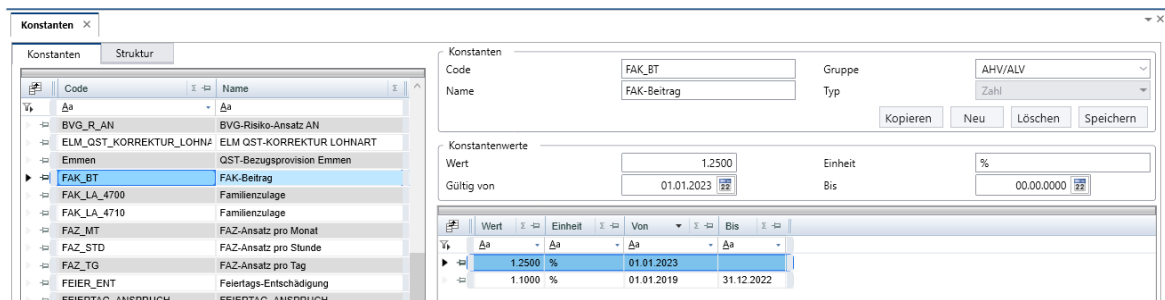 Konstanten ×
Konstanten Struktur
Code Name
Aa Aa
BVG_R_AN BVG-Risiko-Ansatz AN
ELM_QST_KORREKTUR_LOHNA ELM QST-KORREKTUR LOHNART
Emmen QST-Bezugsprovision Emmen
FAK_BT FAK-Beitrag
FAK_LA_4700 Familienzulage
FAK_LA_4710 Familienzulage
FAZ_MT FAZ-Ansatz pro Monat
FAZ_STD FAZ-Ansatz pro Stunde
FAZ_TG FAZ-Ansatz pro Tag
FEIER_ENT Feiertags-Entschädigung
FEIERTAG_ANSPRUCH FEIERTAG_ANSPRUCH
Konstanten
Code FAK_BT Gruppe AHV/ALV
Name FAK-Beitrag Typ Zahl
Kopieren Neu Löschen Speichern
Konstantenwerte
Wert 1.2500 Einheit %
Gültig von 01.01.2023 22 Bis 00.00.0000 22
Wert Σ Einheit Σ Von Σ Bis Σ
Aa Aa Aa Aa
1.2500 % 01.01.2023
1.1000 % 01.01.2019 31.12.2022